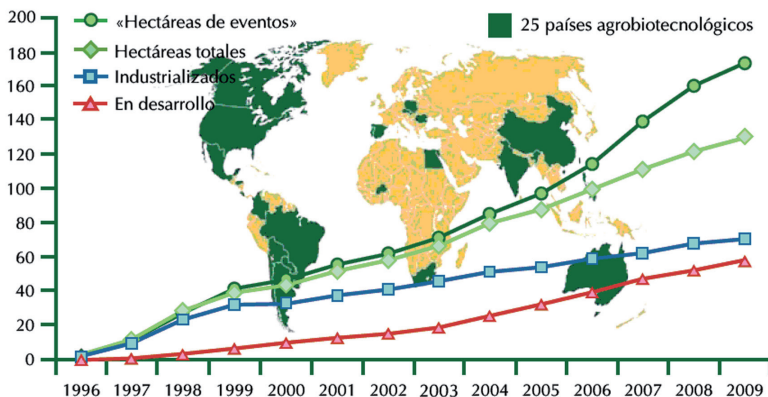 «Hectáreas de eventos»
Hectáreas totales
Industrializados
En desarrollo
25 países agrobiotecnológicos
200
180
160
140
120
100
80
60
40
20
0
1996 1997 1998 1999 2000 2001 2002 2003 2004 2005 2006 2007 2008 2009